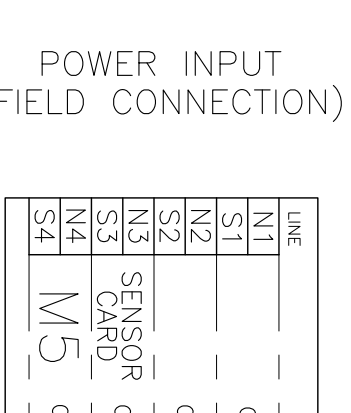 POWER INPUT
FIELD CONNECTION)
LINE
N1
S1
N2
S2
N3
S3
N4
S4
SENSOR
CARD
M5